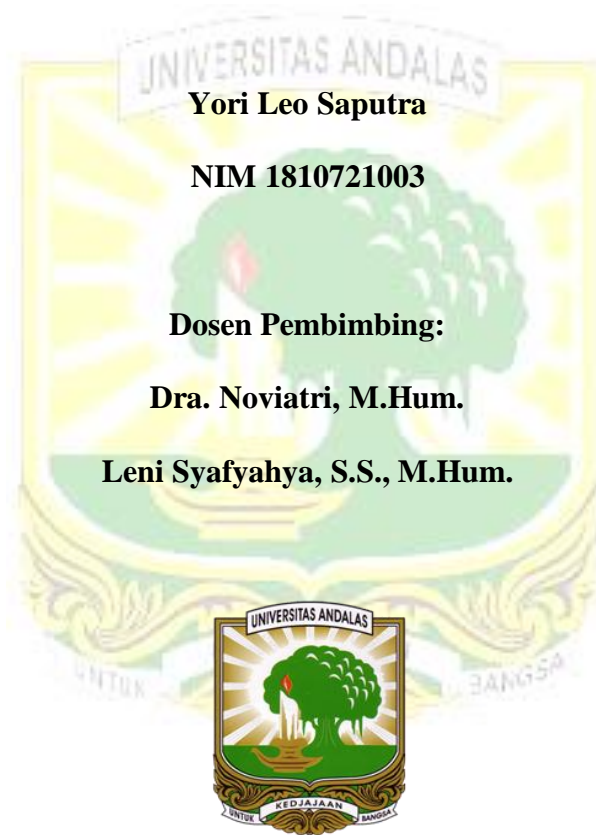 UNIVERSITAS ANDALAS
Yori Leo Saputra
NIM 1810721003
Dosen Pembimbing:
Dra. Noviatri, M.Hum.
Leni Syafyahya, S.S., M.Hum.
UNTUK BANGSA
UNIVERSITAS ANDALAS
UNTUK KEDJAJAAN BANGSA